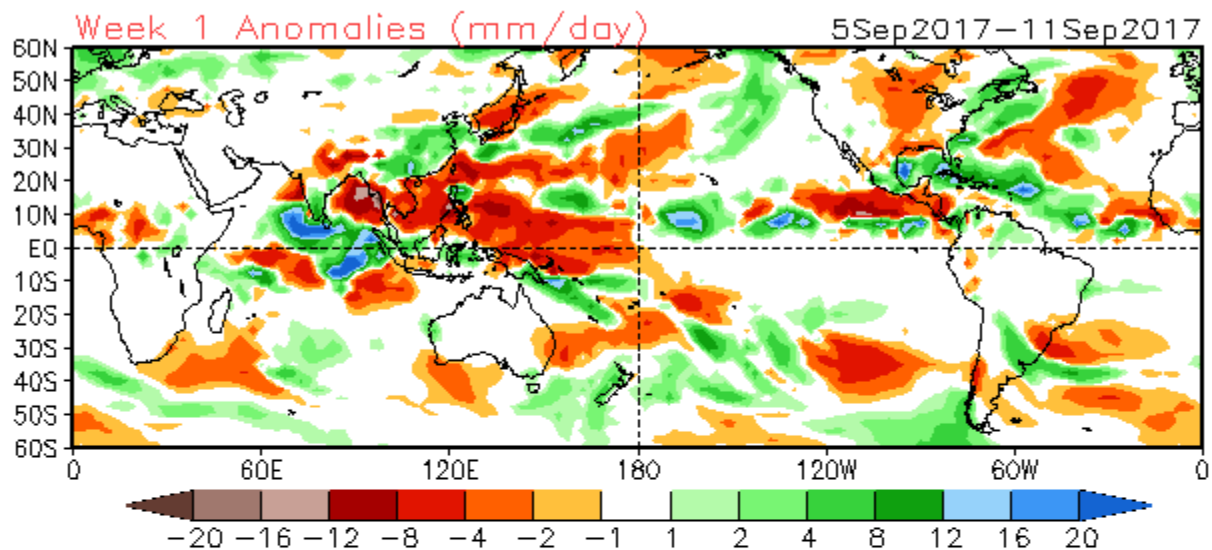 Week 1 Anomalies (mm/day) 5Sep2017-11Sep2017
60N
50N
40N
30N
20N
10N
EQ
10S
20S
30S
40S
50S
60S
0 60E 120E 180 120W 60W 0
-20 -16 -12 -8 -4 -2 -1 1 2 4 8 12 16 20